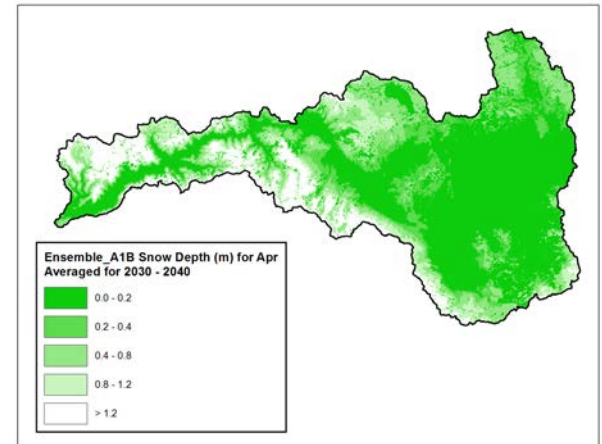 Ensemble_A1B Snow Depth (m) for Apr
Averaged for 2030 - 2040
0.0 - 0.2
0.2 - 0.4
0.4 - 0.8
0.8 - 1.2
> 1.2